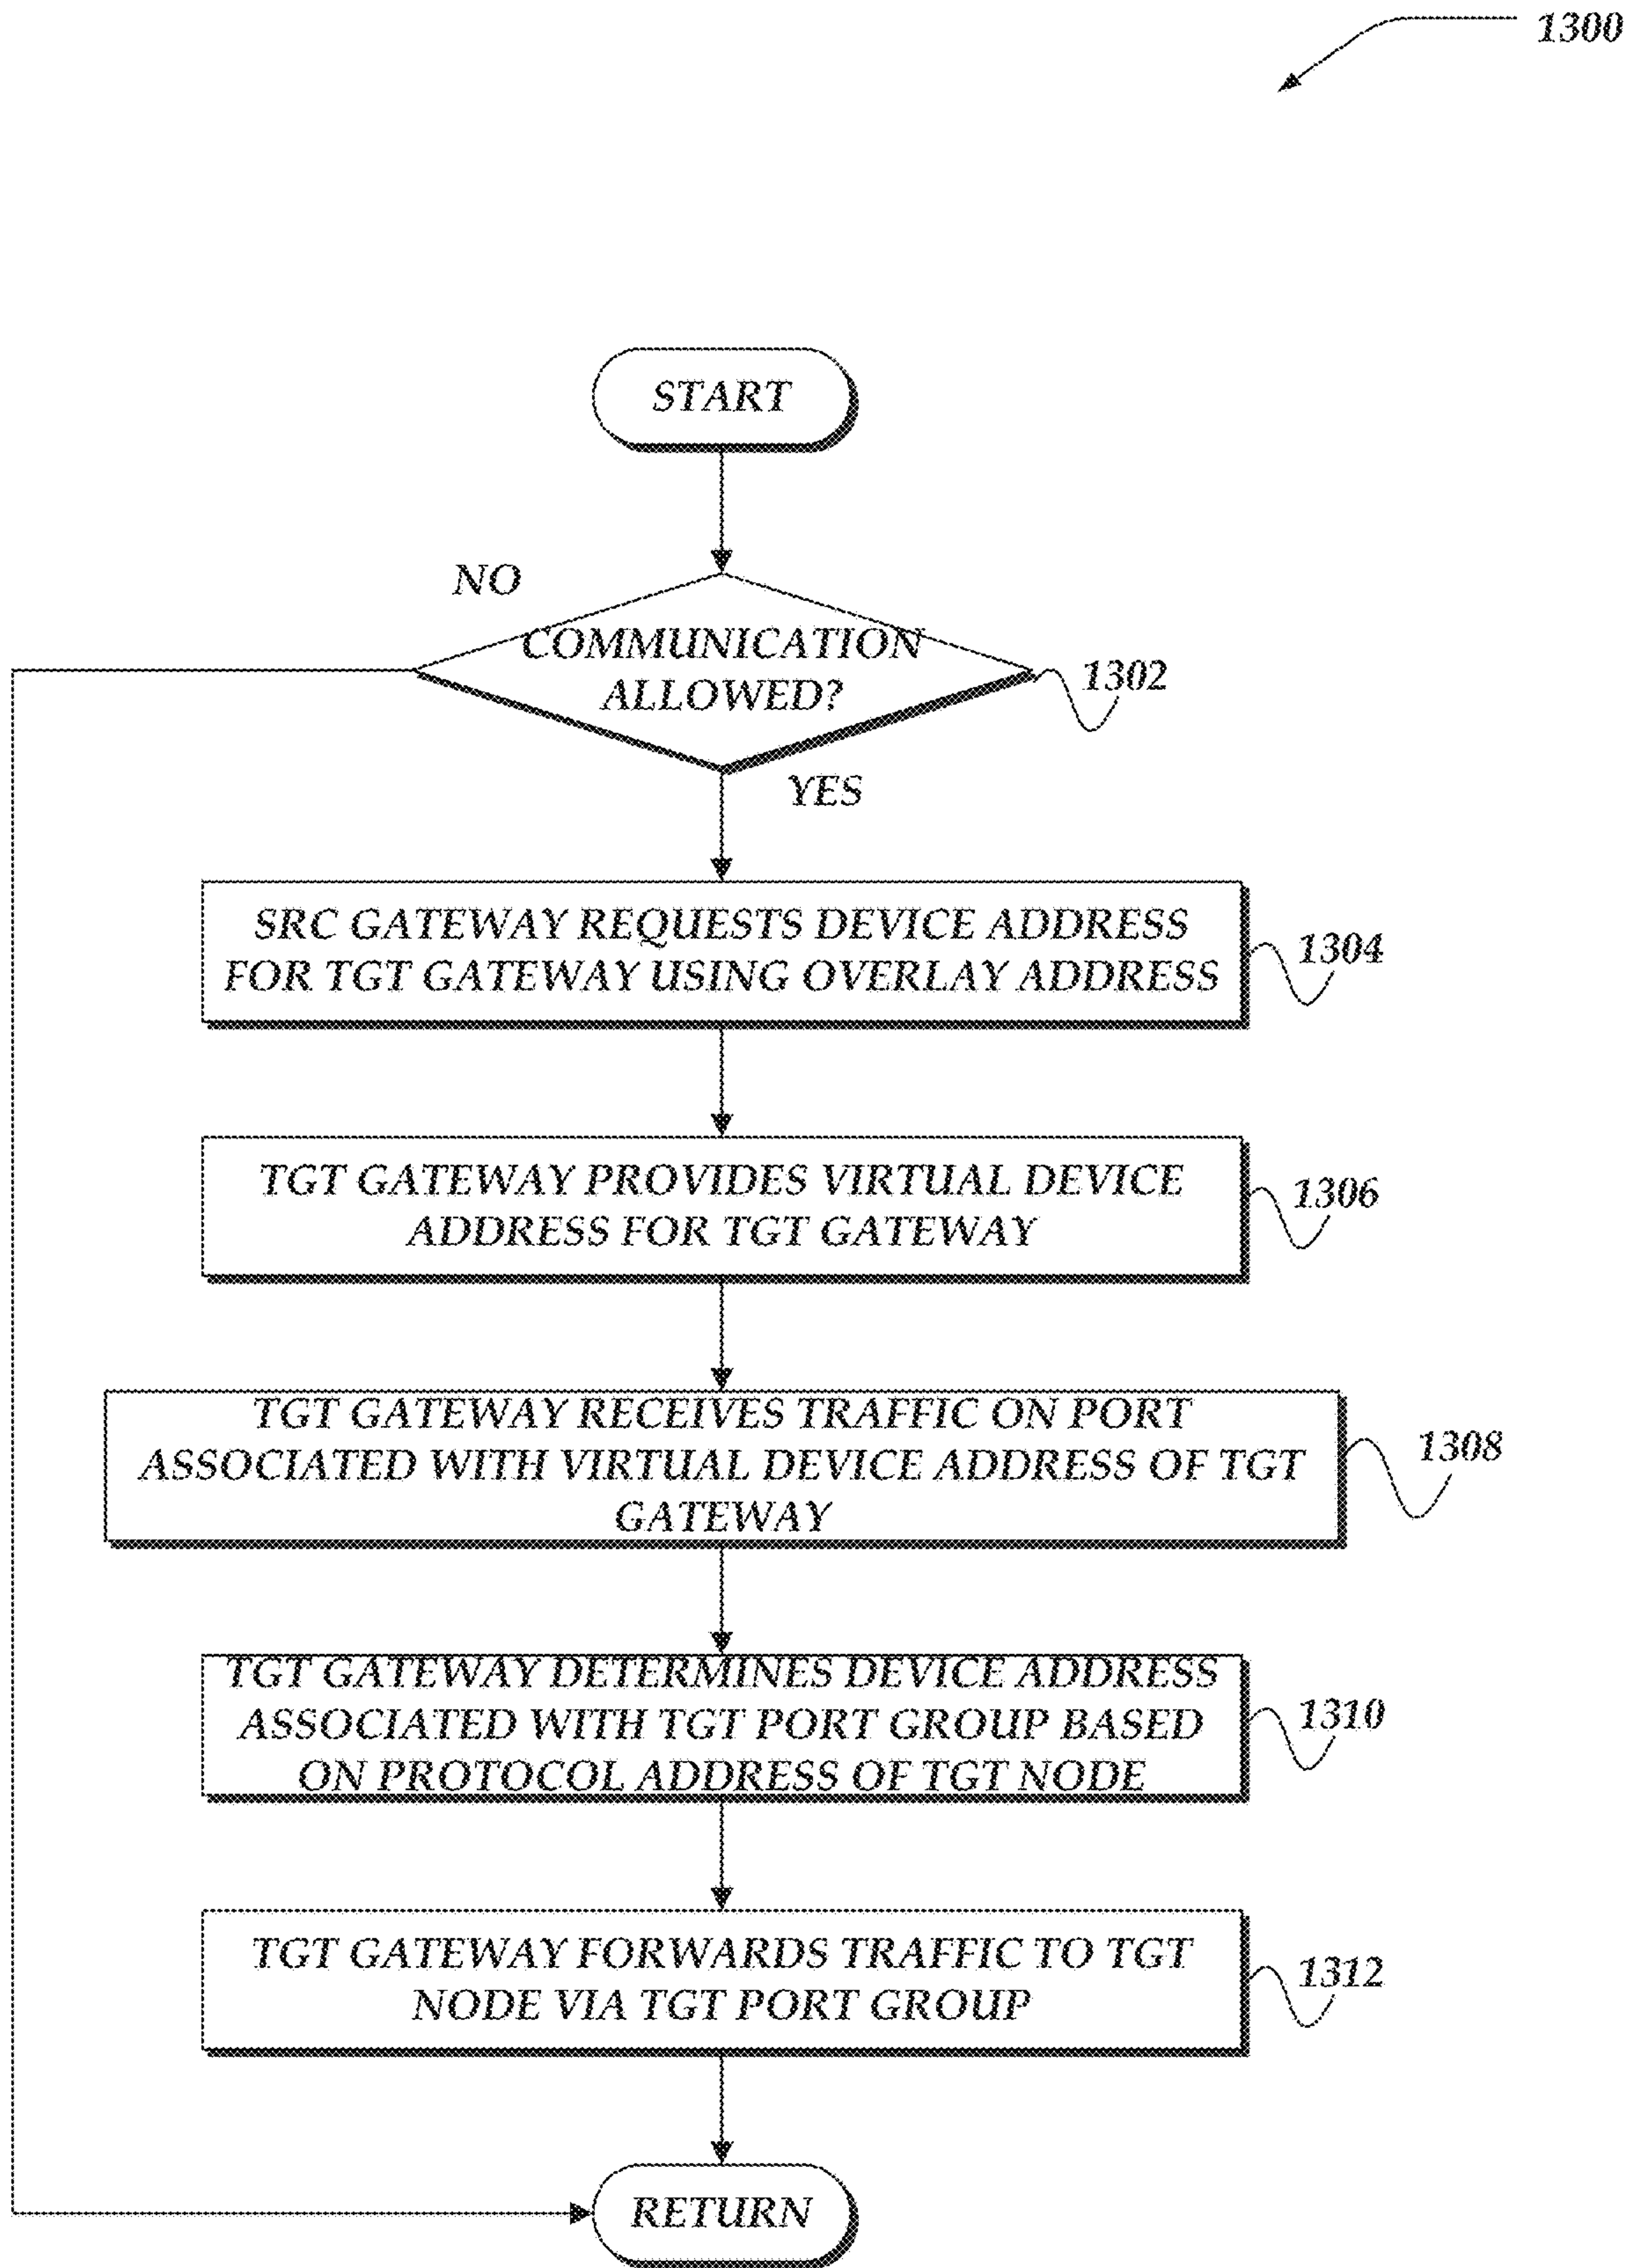 1300
START
NO
COMMUNICATION
ALLOWED?
1302
YES
SRC GATEWAY REQUESTS DEVICE ADDRESS
FOR TGT GATEWAY USING OVERLAY ADDRESS
1304
TGT GATEWAY PROVIDES VIRTUAL DEVICE
ADDRESS FOR TGT GATEWAY
1306
TGT GATEWAY RECEIVES TRAFFIC ON PORT
ASSOCIATED WITH VIRTUAL DEVICE ADDRESS OF TGT
GATEWAY
1308
TGT GATEWAY DETERMINES DEVICE ADDRESS
ASSOCIATED WITH TGT PORT GROUP BASED
ON PROTOCOL ADDRESS OF TGT NODE
1310
TGT GATEWAY FORWARDS TRAFFIC TO TGT
NODE VIA TGT PORT GROUP
1312
RETURN